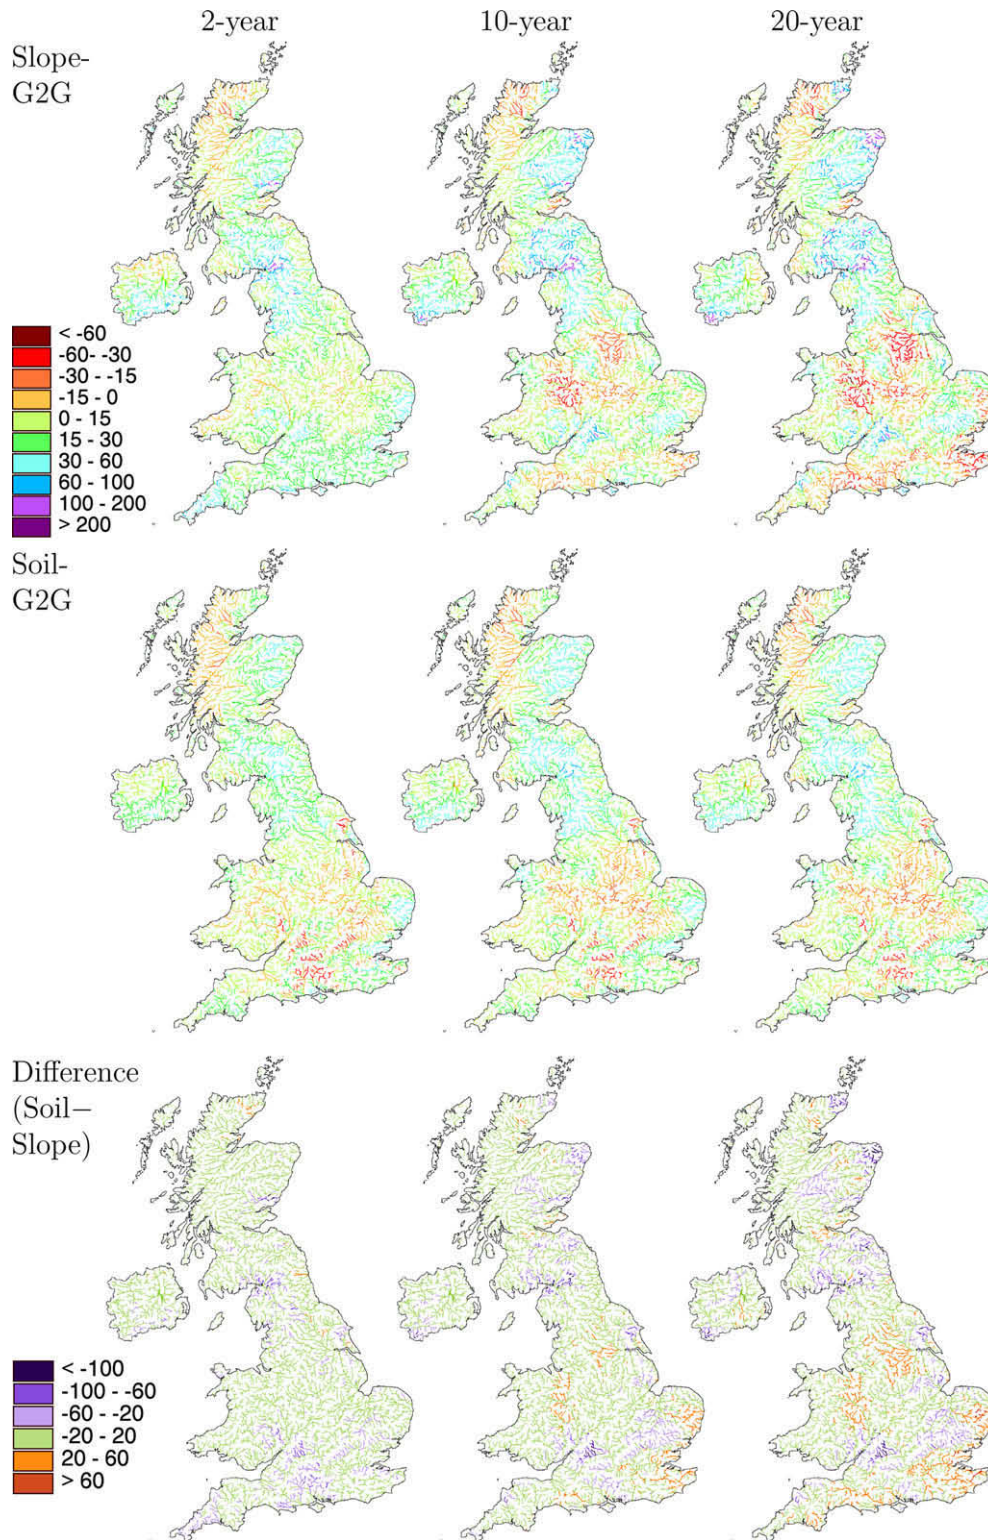 2-year 10-year 20-year
Slope-
G2G
< -60
-60- -30
-30 - -15
-15 - 0
0 - 15
15 - 30
30 - 60
60 - 100
100 - 200
> 200
Soil-
G2G
Difference
(Soil−
Slope)
< -100
-100 - -60
-60 - -20
-20 - 20
20 - 60
> 60